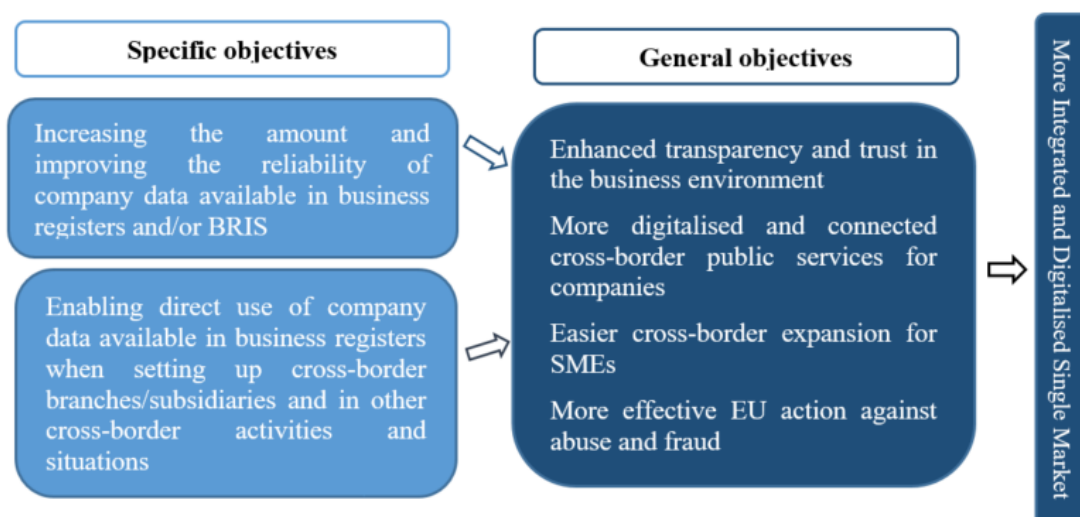 Specific objectives
Increasing the amount and
improving the reliability of
company data available in business
registers and/or BRIS
Enabling direct use of company
data available in business registers
when setting up cross-border
branches/subsidiaries and in other
cross-border activities and
situations
General objectives
Enhanced transparency and trust in
the business environment
More digitalised and connected
cross-border public services for
companies
Easier cross-border expansion for
SMEs
More effective EU action against
abuse and fraud
More Integrated and Digitalised Single Market